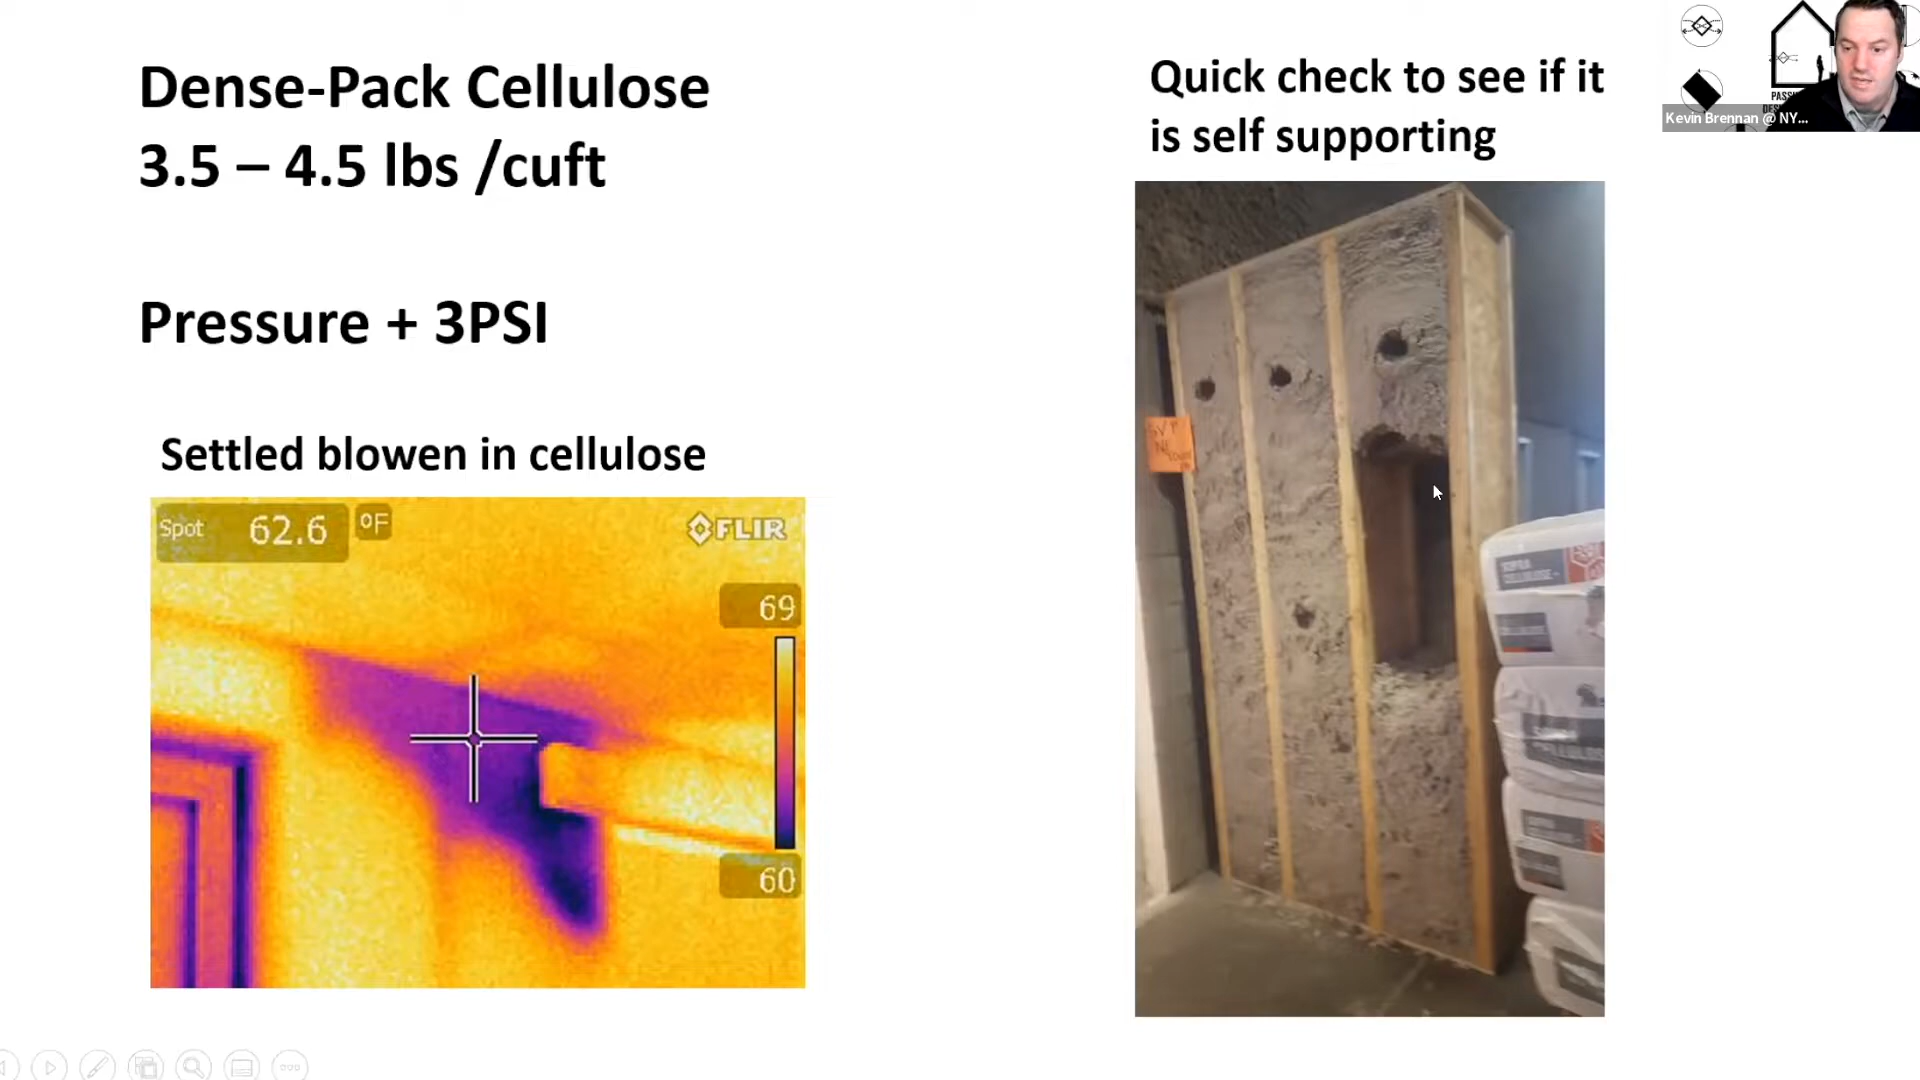 Dense-Pack Cellulose
3.5 – 4.5 lbs /cuft
Pressure + 3PSI
Settled blowen in cellulose
Spot 62.6 °F
FLIR
69
60
Quick check to see if it
is self supporting
Kevin Brennan @ NY...